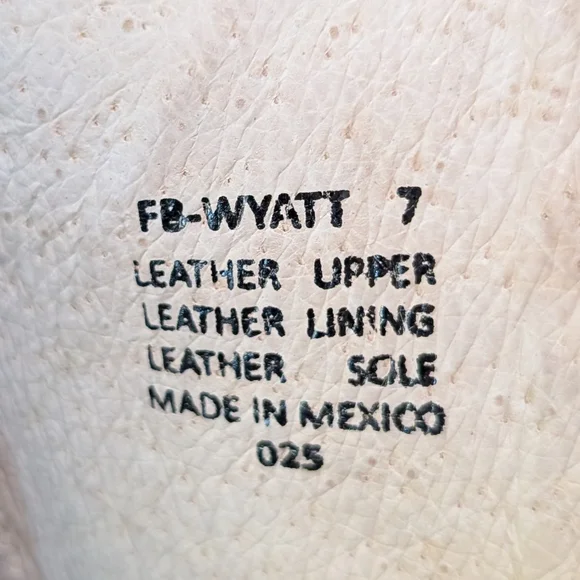 FB-WYATT 7
LEATHER UPPER
LEATHER LINING
LEATHER SOLE
MADE IN MEXICO
025